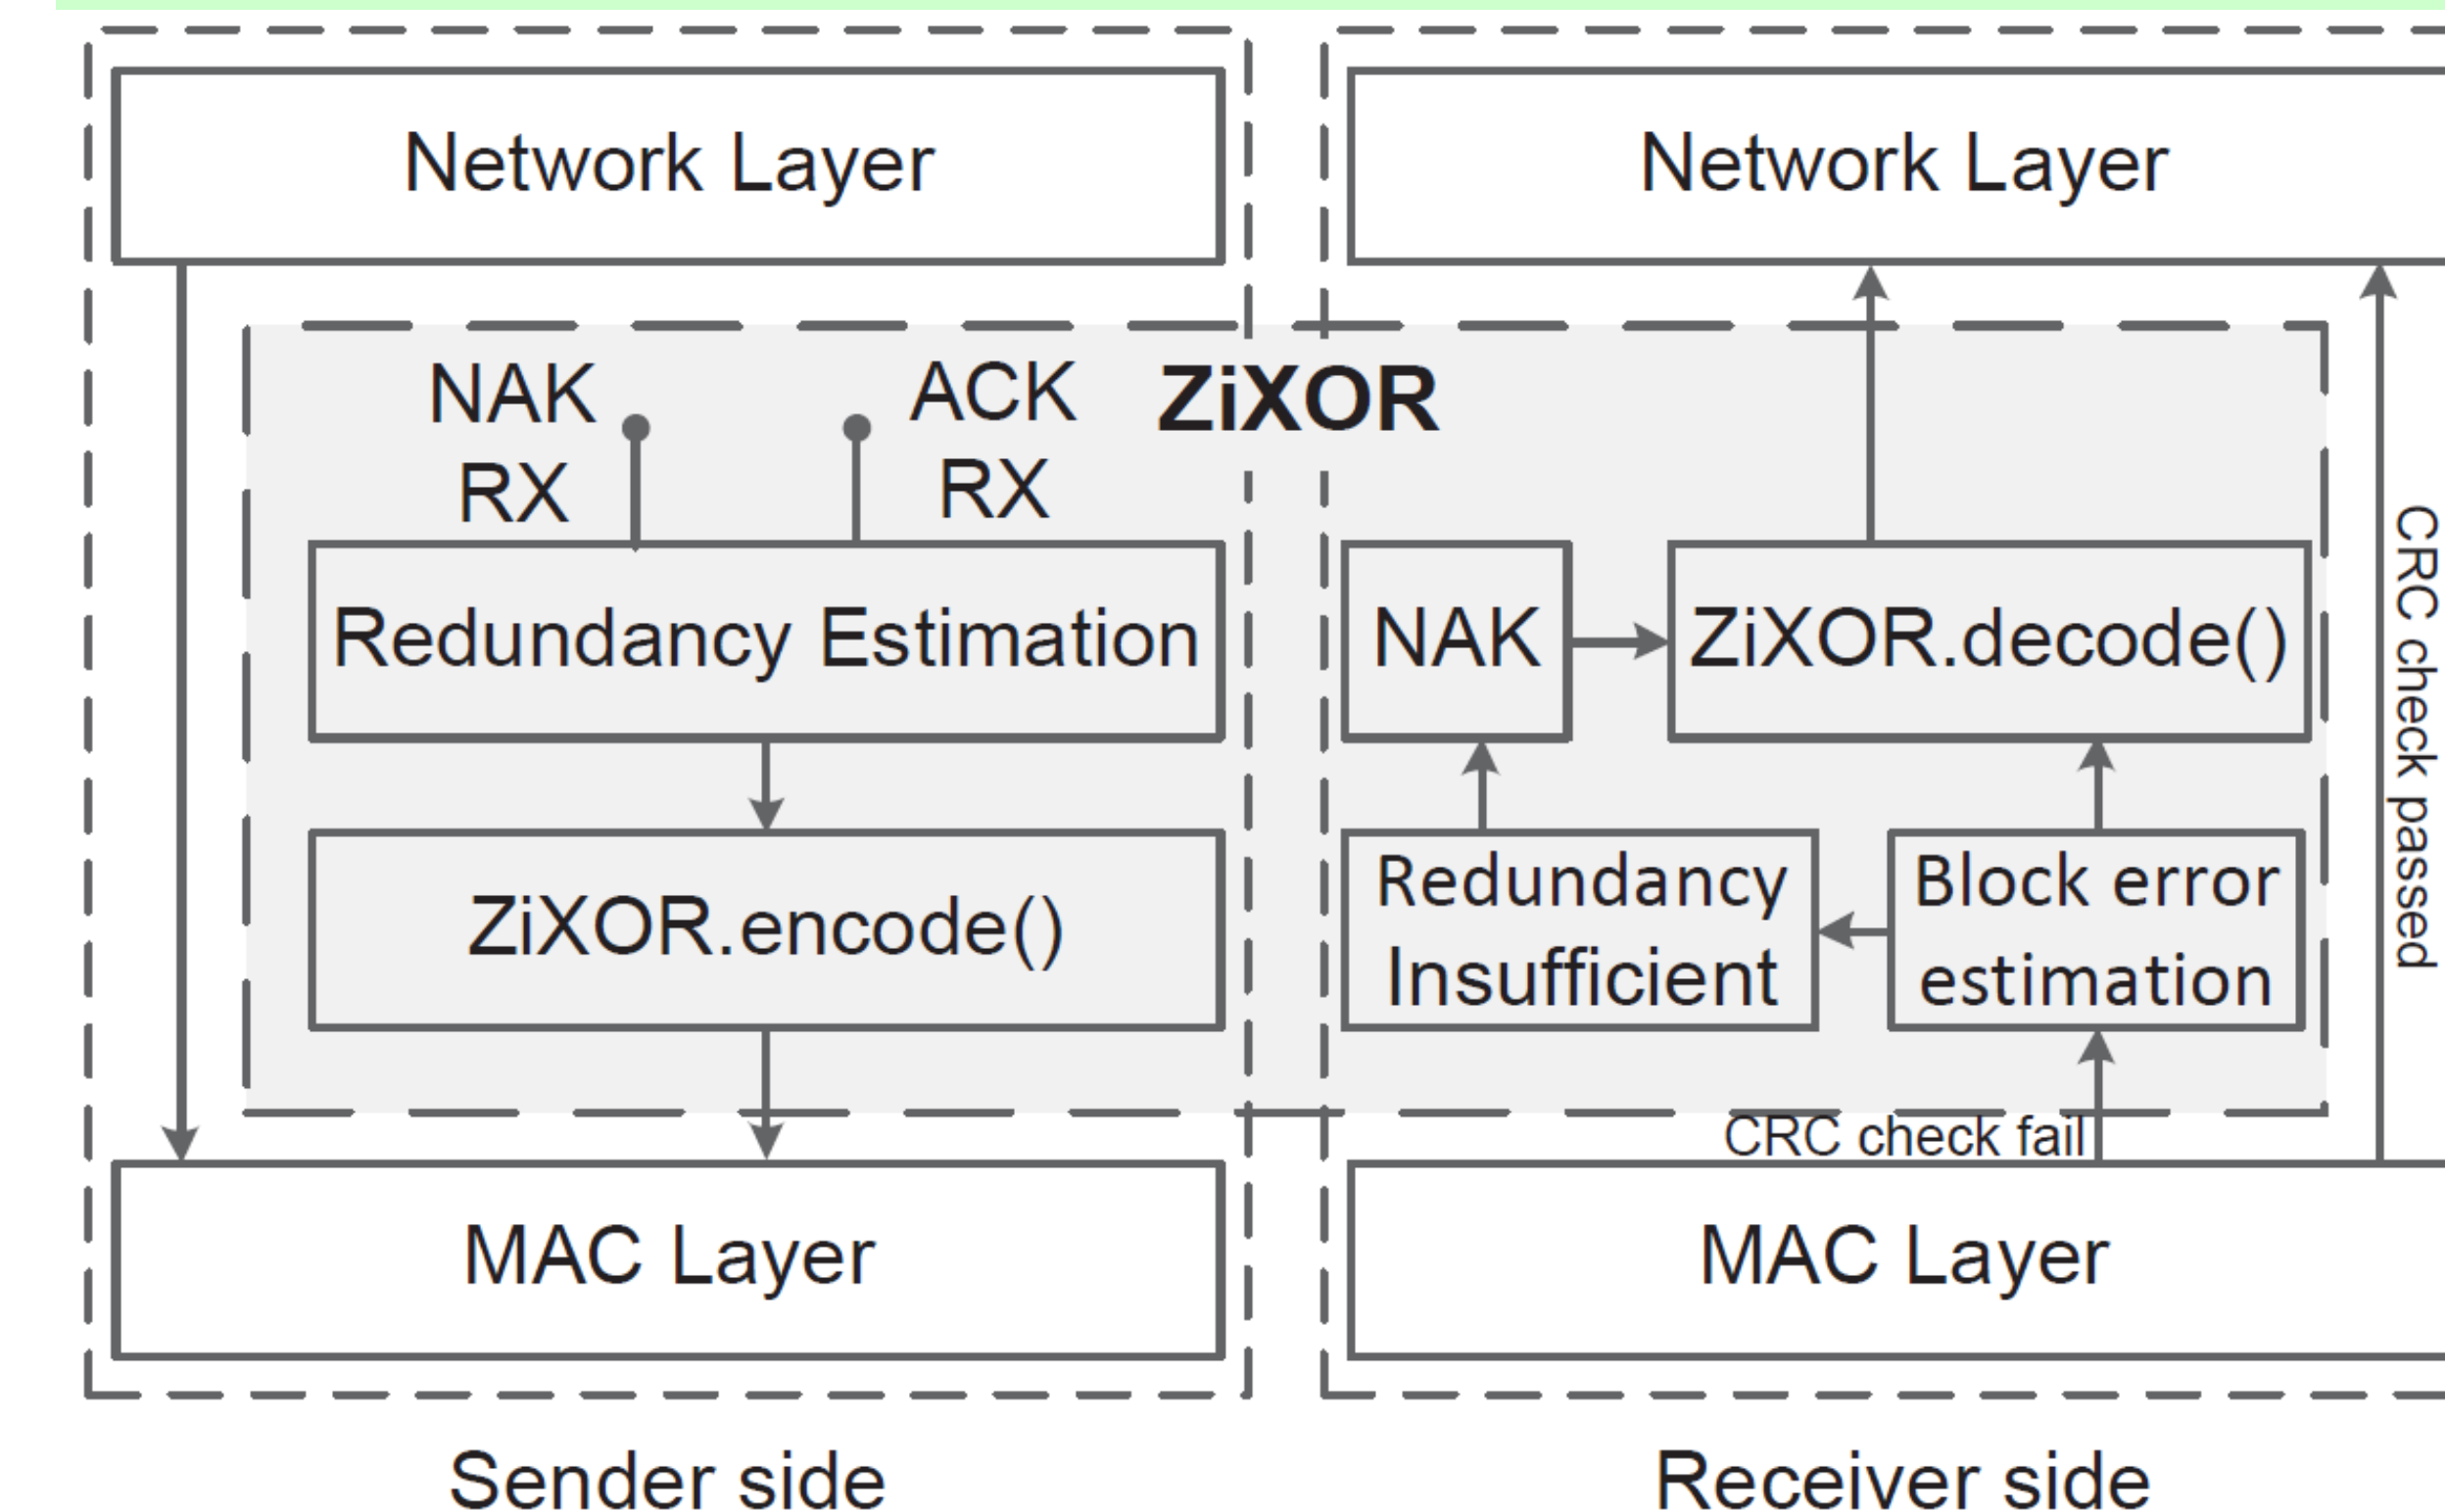 Network Layer
Network Layer
NAK
RX
ACK
RX
ZiXOR
Redundancy Estimation
NAK
ZiXOR.decode()
CRC check passed
ZiXOR.encode()
Redundancy
Insufficient
Block error
estimation
CRC check fail
MAC Layer
MAC Layer
Sender side
Receiver side